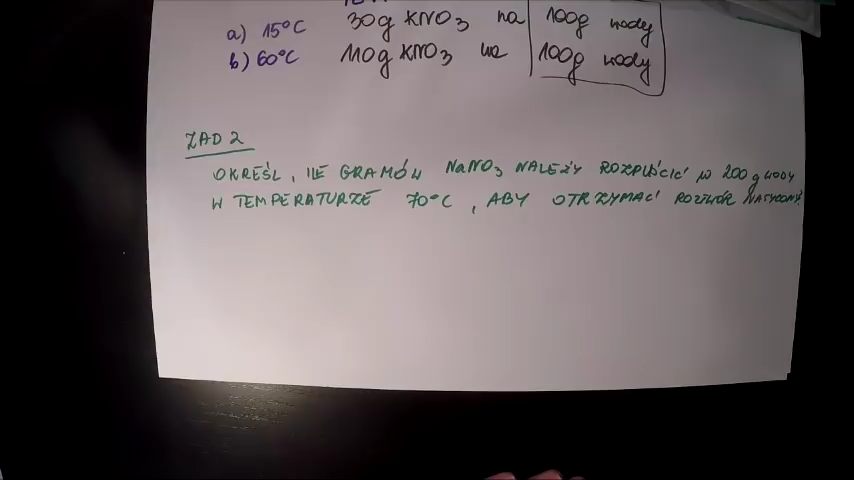 a) 15°C 30g KNO3 na 100g wody
b) 60°C 110g KNO3 na 100g wody
ZAD 2
OKREŚL, ILE GRAMÓW NaNO3 NALEŻY ROZPUŚCIĆ W 200g WODY
W TEMPERATURZE 70°C, ABY OTRZYMAĆ ROZTWÓR NASYCONY?